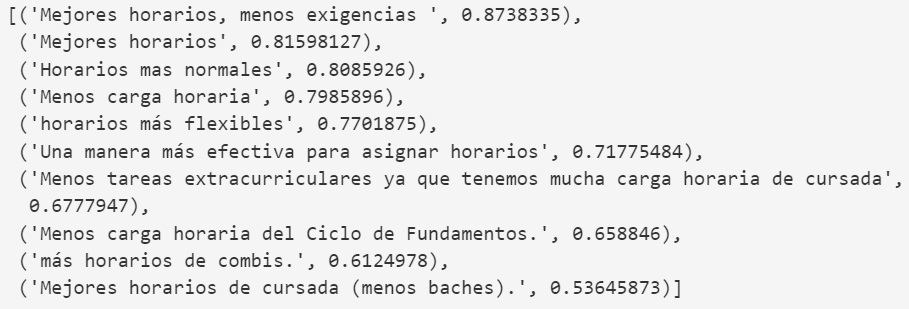 [('Mejores horarios, menos exigencias ', 0.8738335),
('Mejores horarios', 0.81598127),
('Horarios mas normales', 0.8085926),
('Menos carga horaria', 0.7985896),
('horarios más flexibles', 0.7701875),
('Una manera más efectiva para asignar horarios', 0.71775484),
('Menos tareas extracurriculares ya que tenemos mucha carga horaria de cursada',
0.6777947),
('Menos carga horaria del Ciclo de Fundamentos.', 0.658846),
('más horarios de combis.', 0.6124978),
('Mejores horarios de cursada (menos baches).', 0.53645873)]